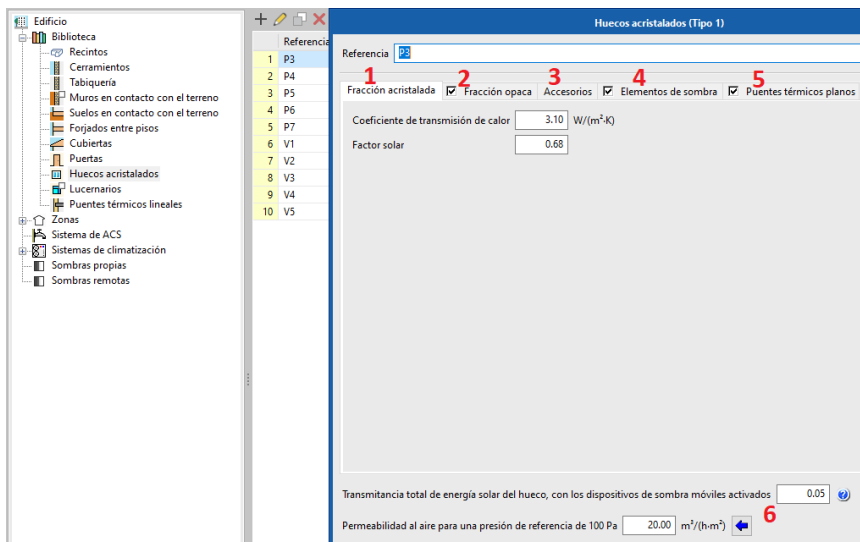 Edificio
Biblioteca
Recintos
Cerramientos
Tabiquería
Muros en contacto con el terreno
Suelos en contacto con el terreno
Forjados entre pisos
Cubiertas
Puertas
Huecos acristalados
Lucernarios
Puentes térmicos lineales
Zonas
Sistema de ACS
Sistemas de climatización
Sombras propias
Sombras remotas
Referencia
1 P3
2 P4
3 P5
4 P6
5 P7
6 V1
7 V2
8 V3
9 V4
10 V5
Huecos acristalados (Tipo 1)
Referencia P3
1 2 3 4 5
Fracción acristalada Fracción opaca Accesorios Elementos de sombra Puentes térmicos planos
Coeficiente de transmisión de calor 3.10 W/(m²·K)
Factor solar 0.68
Transmitancia total de energía solar del hueco, con los dispositivos de sombra móviles activados 0.05
6
Permeabilidad al aire para una presión de referencia de 100 Pa 20.00 m³/(h·m²)